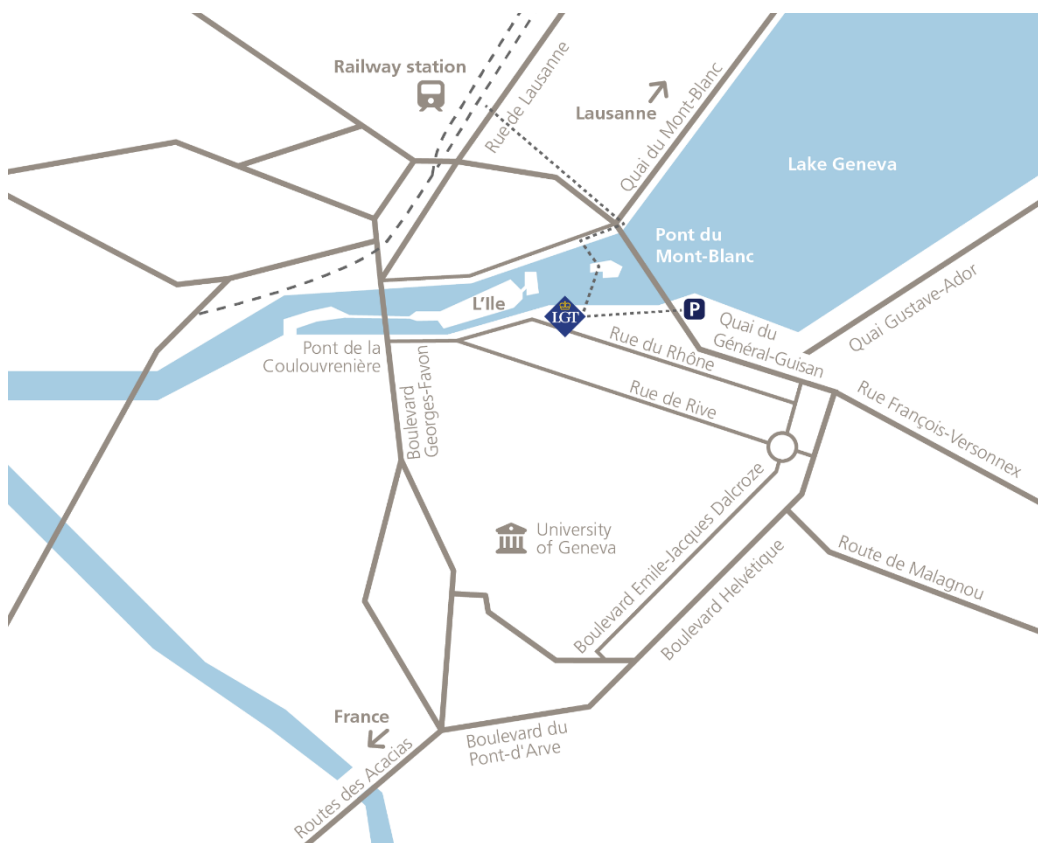 Railway station
Rue de Lausanne
Lausanne
Quai du Mont-Blanc
Lake Geneva
Pont du
Mont-Blanc
L'Ile
LGT
P
Quai du
Général-Guisan
Quai Gustave-Ador
Pont de la
Coulouvrenière
Rue du Rhône
Rue de Rive
Boulevard
Georges-Favon
Rue François-Versonnex
University
of Geneva
Boulevard Emile-Jacques Dalcroze
Boulevard Helvétique
Route de Malagnou
France
Routes des Acacias
Boulevard du
Pont-d'Arve